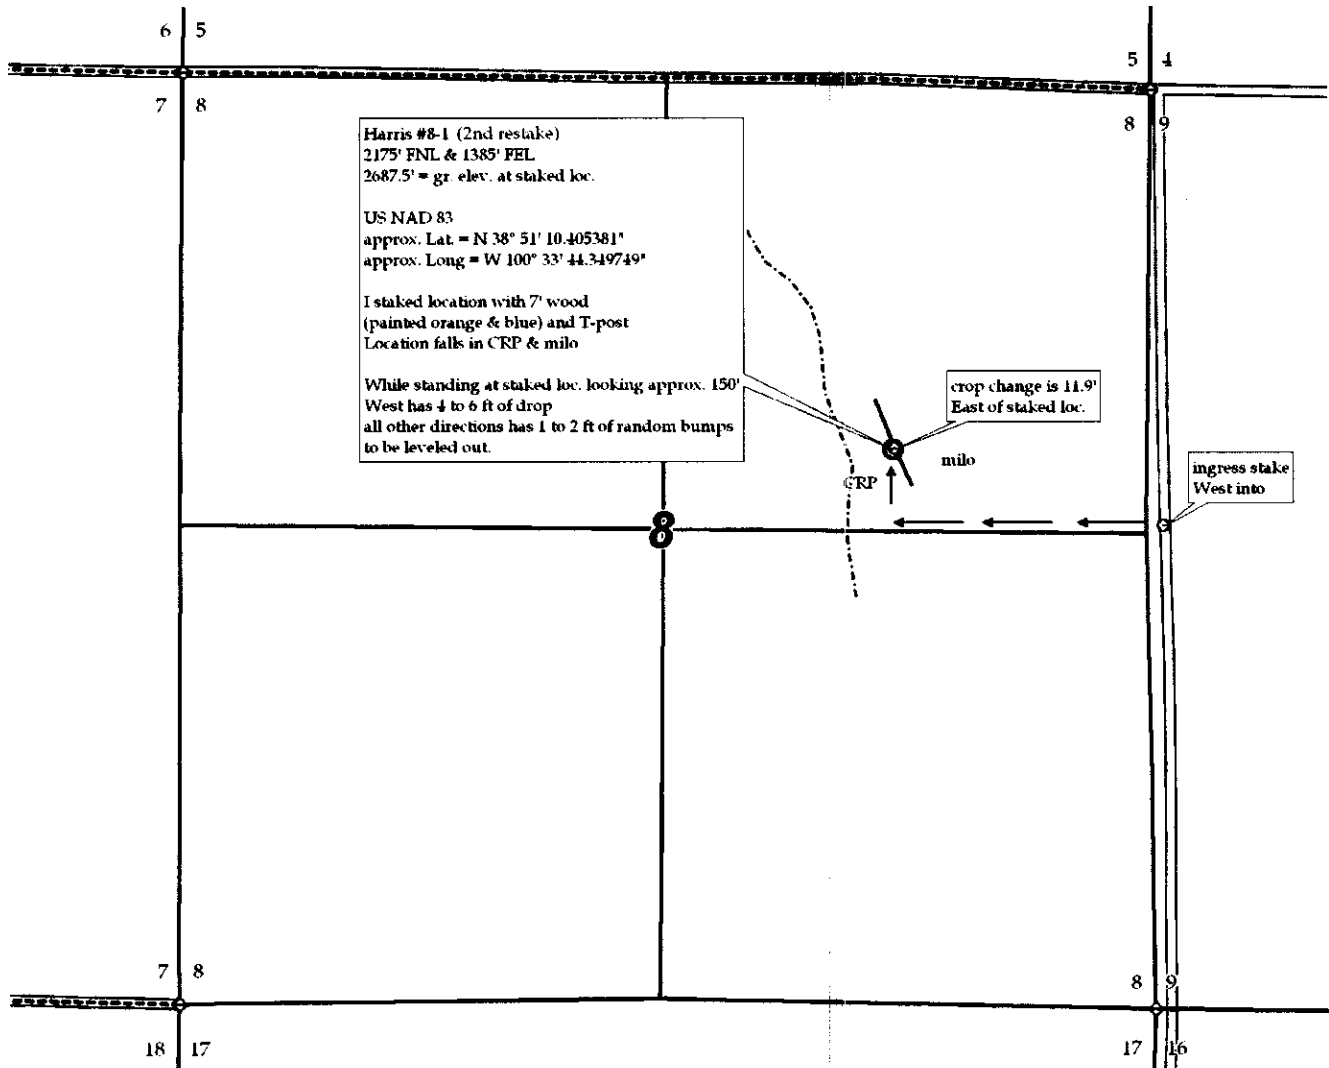 6 5
5 4
7 8
8 9
Harris #8-1 (2nd restake)
2175' FNL & 1385' FEL
2687.5' = gr. elev. at staked loc.
US NAD 83
approx. Lat. = N 38° 51' 10.405381"
approx. Long = W 100° 33' 44.349749"
I staked location with 7' wood
(painted orange & blue) and T-post
Location falls in CRP & milo
While standing at staked loc. looking approx. 150'
West has 4 to 6 ft of drop
all other directions has 1 to 2 ft of random bumps
to be leveled out.
crop change is 11.9'
East of staked loc.
milo
CRP
ingress stake
West into
8
7 8
8 9
18 17
17 16